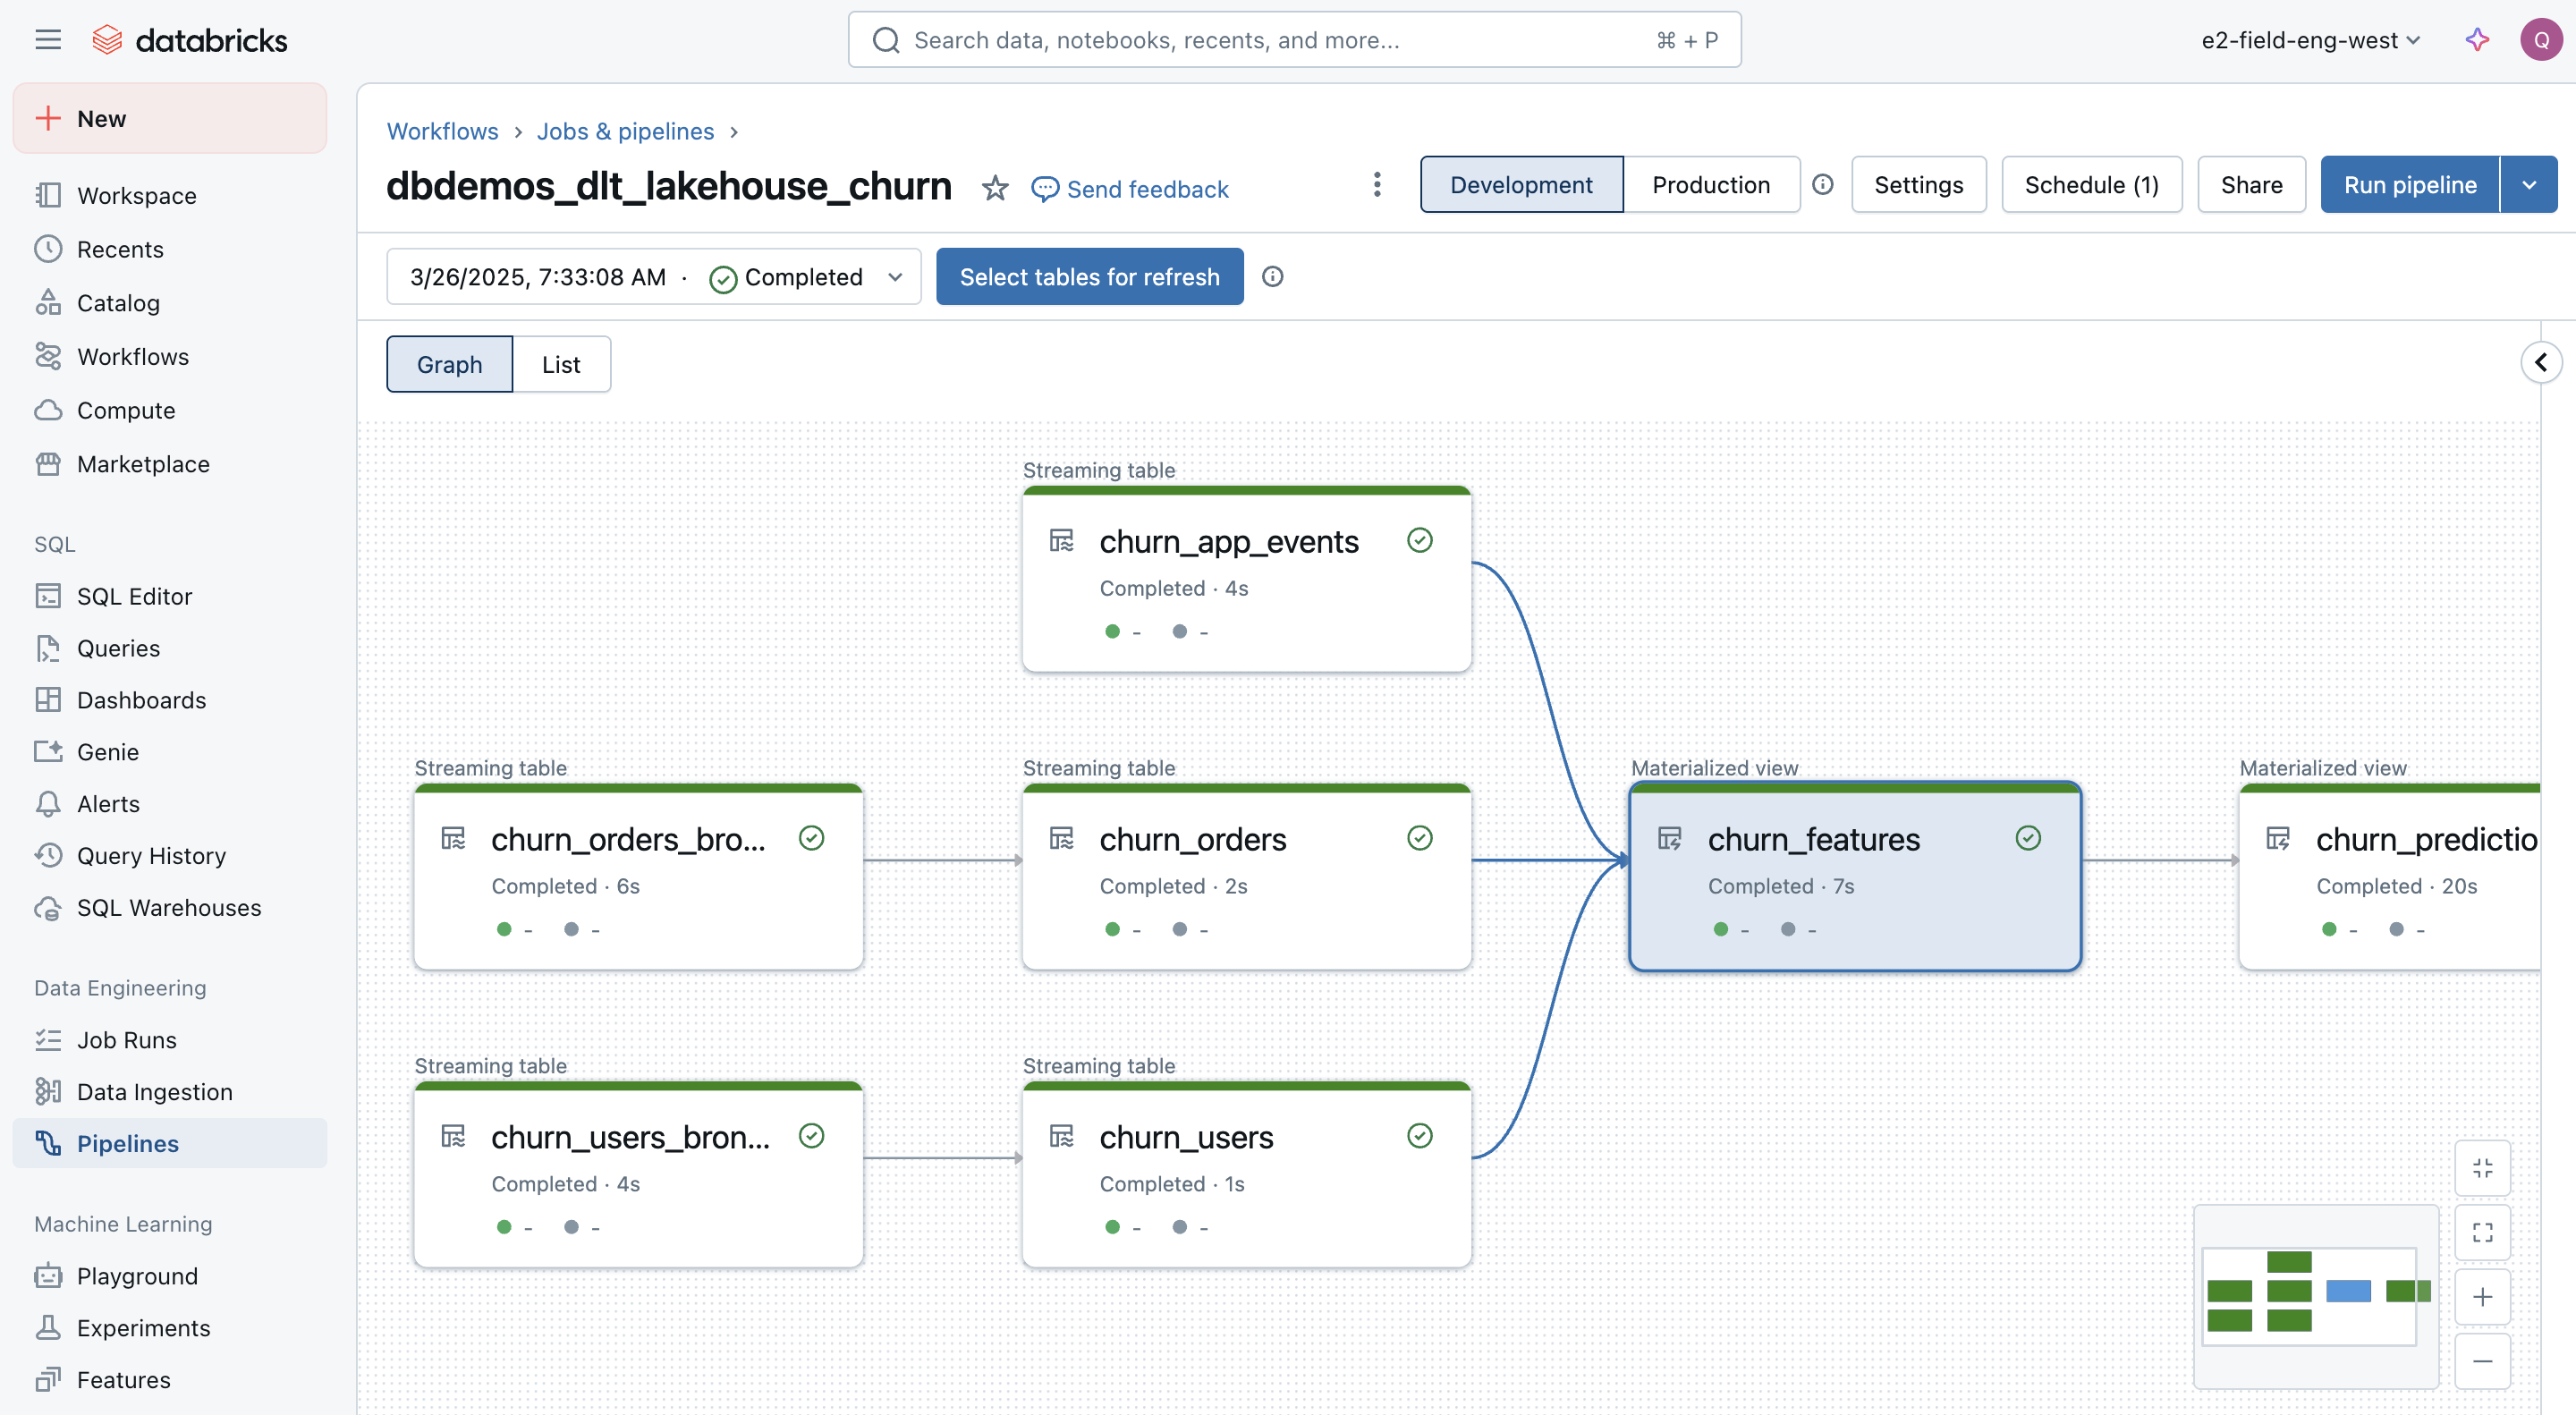 databricks
Search data, notebooks, recents, and more...
⌘ + P
e2-field-eng-west
Q
New
Workspace
Recents
Catalog
Workflows
Compute
Marketplace
SQL
SQL Editor
Queries
Dashboards
Genie
Alerts
Query History
SQL Warehouses
Data Engineering
Job Runs
Data Ingestion
Pipelines
Machine Learning
Playground
Experiments
Features
Workflows › Jobs & pipelines ›
dbdemos_dlt_lakehouse_churn
Send feedback
Development
Production
Settings
Schedule (1)
Share
Run pipeline
3/26/2025, 7:33:08 AM · Completed
Select tables for refresh
Graph
List
Streaming table
churn_app_events
Completed · 4s
- -
Streaming table
churn_orders_bro...
Completed · 6s
- -
Streaming table
churn_orders
Completed · 2s
- -
Materialized view
churn_features
Completed · 7s
- -
Materialized view
churn_predictio
Completed · 20s
- -
Streaming table
churn_users_bron...
Completed · 4s
- -
Streaming table
churn_users
Completed · 1s
- -